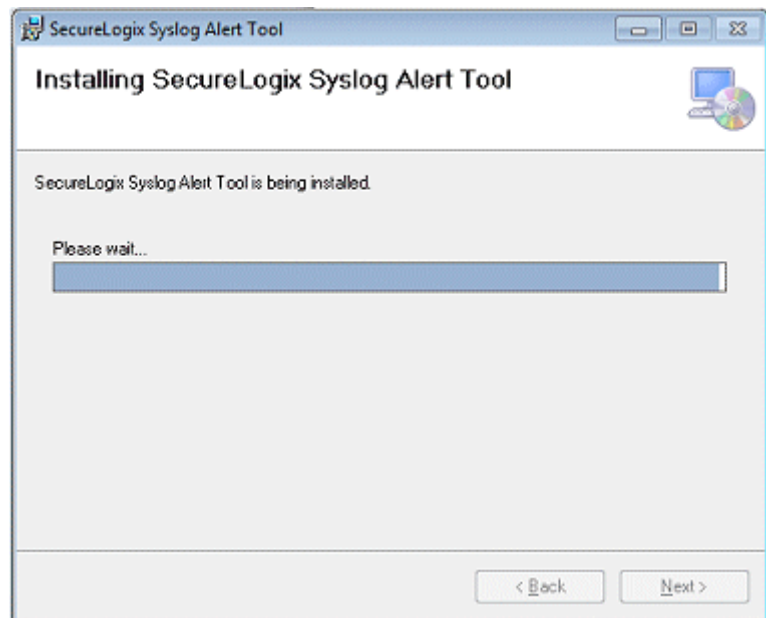 SecureLogix Syslog Alert Tool
Installing SecureLogix Syslog Alert Tool
SecureLogix Syslog Alert Tool is being installed.
Please wait...
< Back
Next >